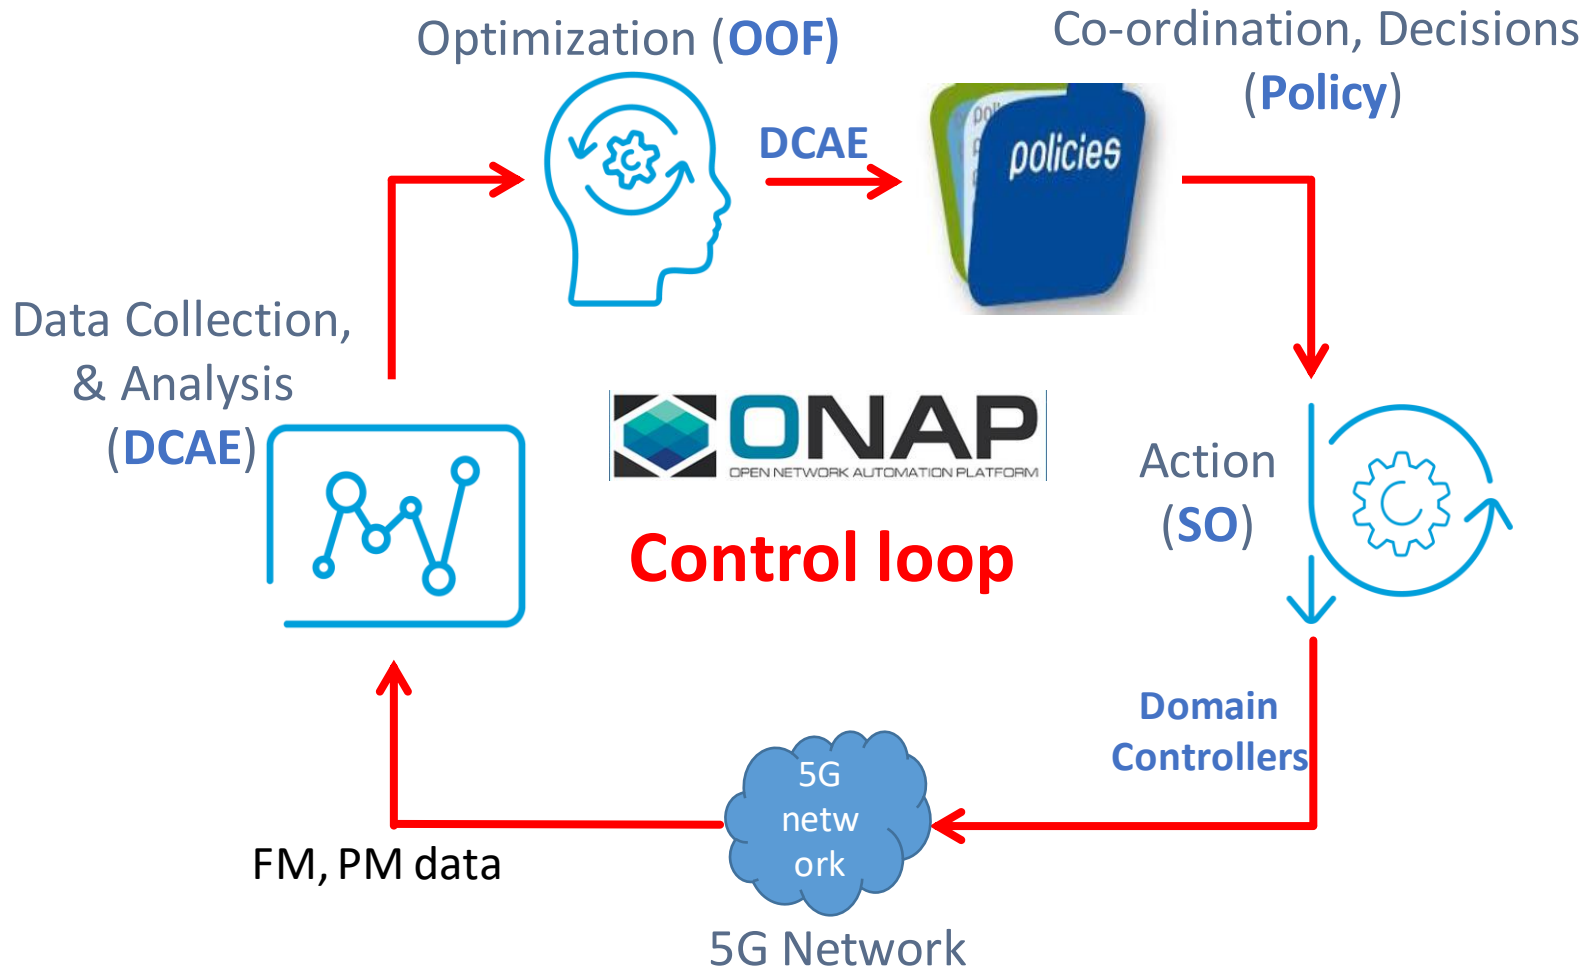 Optimization (OOF)
Co-ordination, Decisions
(Policy)
DCAE
policies
Data Collection,
& Analysis
(DCAE)
ONAP
OPEN NETWORK AUTOMATION PLATFORM
Control loop
Action
(SO)
Domain
Controllers
5G
netw
ork
FM, PM data
5G Network